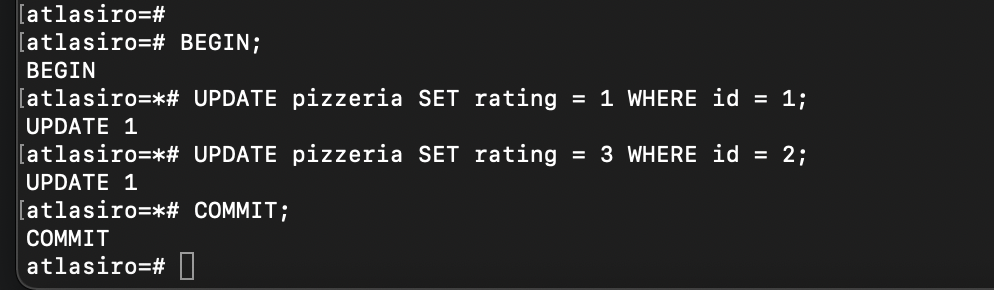 [atlasiro=#
[atlasiro=# BEGIN;
BEGIN
[atlasiro=*# UPDATE pizzeria SET rating = 1 WHERE id = 1;
UPDATE 1
[atlasiro=*# UPDATE pizzeria SET rating = 3 WHERE id = 2;
UPDATE 1
[atlasiro=*# COMMIT;
COMMIT
atlasiro=#